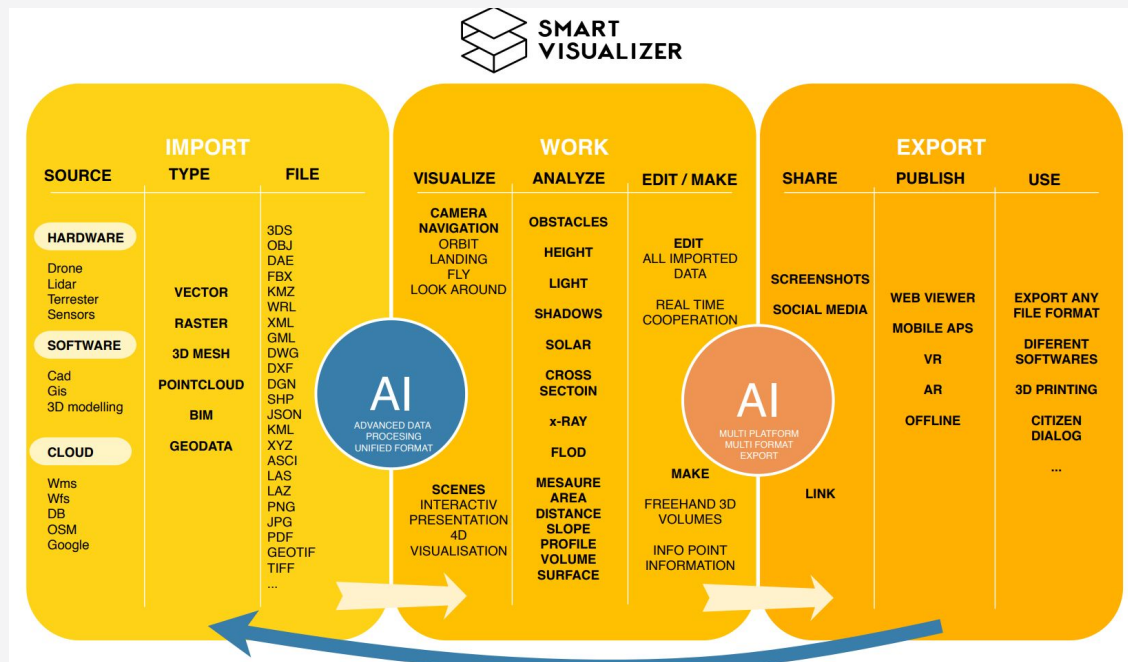 SMART
VISUALIZER
IMPORT
SOURCE
HARDWARE
Drone
Lidar
Terrester
Sensors
SOFTWARE
Cad
Gis
3D modelling
CLOUD
Wms
Wfs
DB
OSM
Google
TYPE
VECTOR
RASTER
3D MESH
POINTCLOUD
BIM
GEODATA
FILE
3DS
OBJ
DAE
FBX
KMZ
WRL
XML
GML
DWG
DXF
DGN
SHP
JSON
KML
XYZ
ASCI
LAS
LAZ
PNG
JPG
PDF
GEOTIF
TIFF
...
AI
ADVANCED DATA
PROCESING
UNIFIED FORMAT
WORK
VISUALIZE
CAMERA
NAVIGATION
ORBIT
LANDING
FLY
LOOK AROUND
SCENES
INTERACTIV
PRESENTATION
4D
VISUALISATION
ANALYZE
OBSTACLES
HEIGHT
LIGHT
SHADOWS
SOLAR
CROSS
SECTOIN
x-RAY
FLOD
MESAURE
AREA
DISTANCE
SLOPE
PROFILE
VOLUME
SURFACE
EDIT / MAKE
EDIT
ALL IMPORTED
DATA
REAL TIME
COOPERATION
MAKE
FREEHAND 3D
VOLUMES
INFO POINT
INFORMATION
AI
MULTI PLATFORM
MULTI FORMAT
EXPORT
EXPORT
SHARE
SCREENSHOTS
SOCIAL MEDIA
LINK
PUBLISH
WEB VIEWER
MOBILE APS
VR
AR
OFFLINE
USE
EXPORT ANY
FILE FORMAT
DIFERENT
SOFTWARES
3D PRINTING
CITIZEN
DIALOG
...